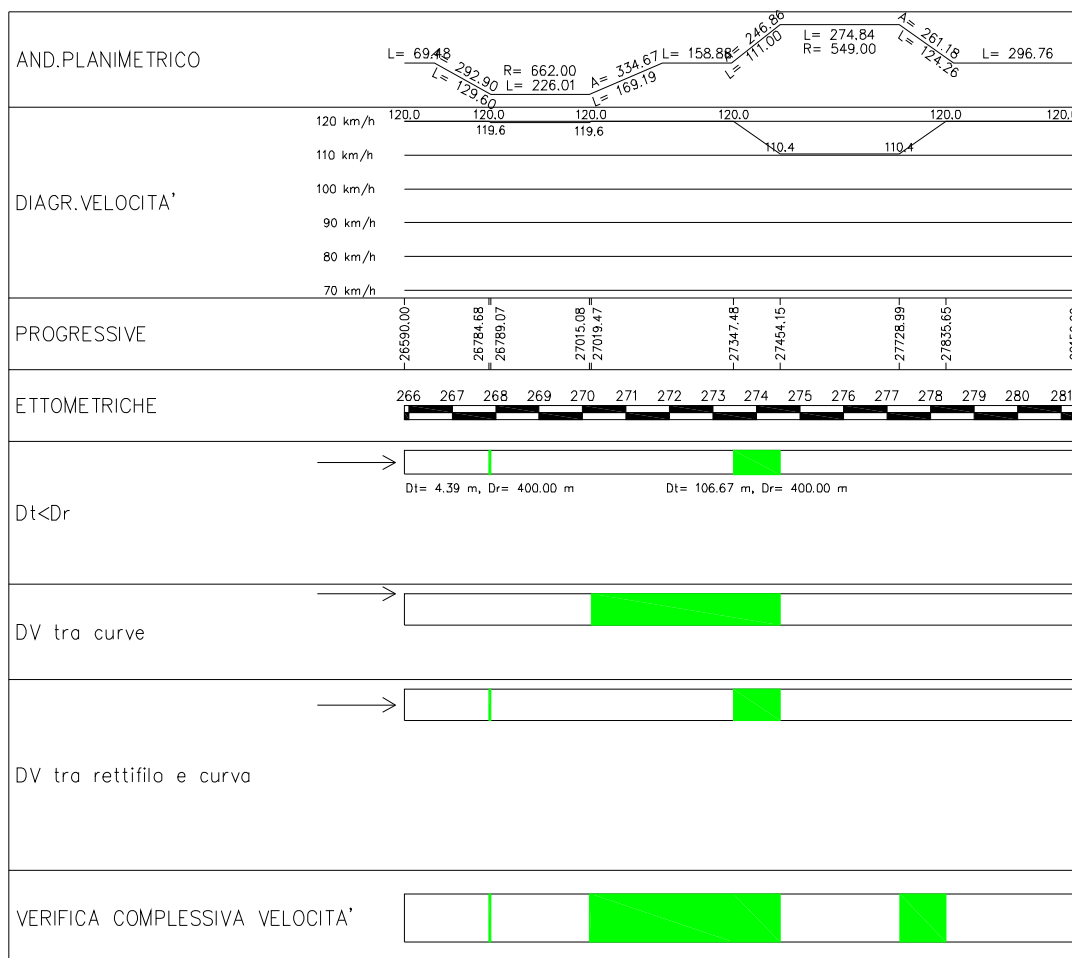 AND.PLANIMETRICO
L= 69.48
A= 292.90
L= 129.60
R= 662.00
L= 226.01
A= 334.67
L= 169.19
L= 158.88
A= 246.86
L= 111.00
L= 274.84
R= 549.00
A= 261.18
L= 124.26
L= 296.76
DIAGR.VELOCITA'
120 km/h
110 km/h
100 km/h
90 km/h
80 km/h
70 km/h
120.0 120.0 120.0 120.0 120.0 120.0
119.6 119.6 110.4 110.4
PROGRESSIVE
26590.00 26784.68 26789.07 27015.08 27019.47 27347.48 27454.15 27728.99 27835.65
ETTOMETRICHE
266 267 268 269 270 271 272 273 274 275 276 277 278 279 280 281
Dt<Dr
Dt= 4.39 m, Dr= 400.00 m
Dt= 106.67 m, Dr= 400.00 m
DV tra curve
DV tra rettifilo e curva
VERIFICA COMPLESSIVA VELOCITA'